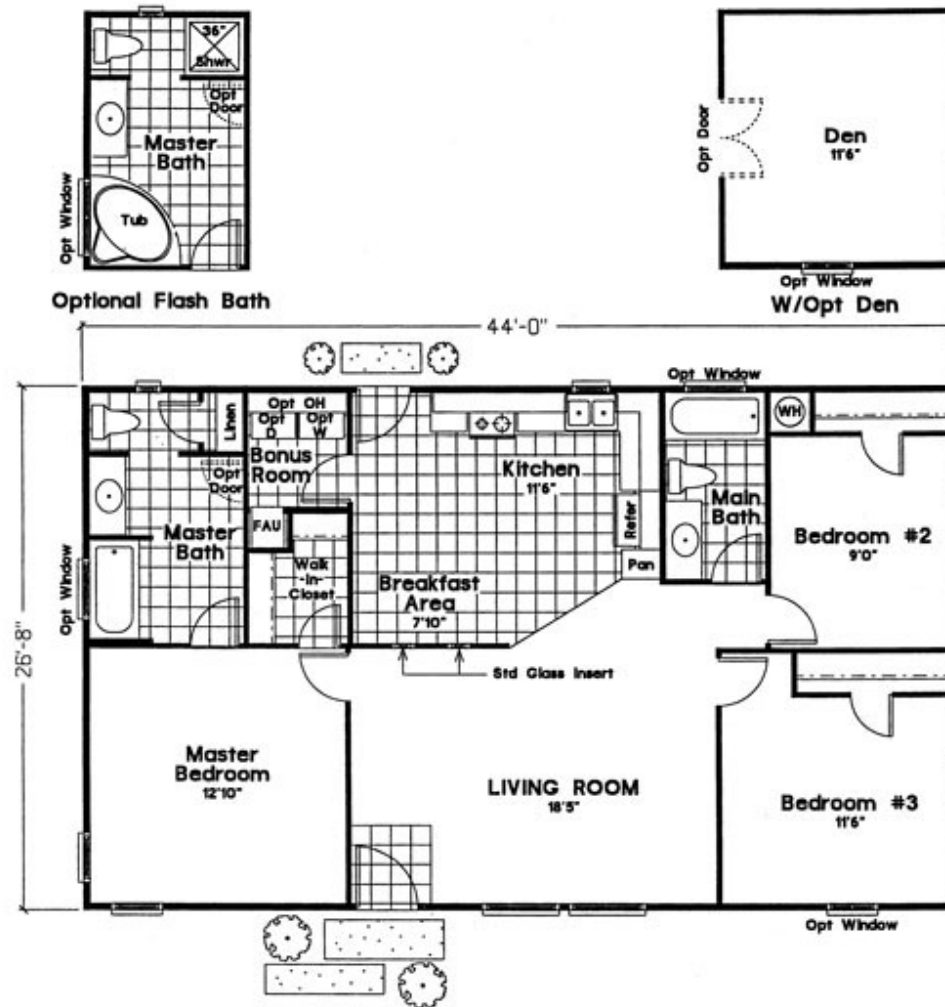 36"
Shwr
Opt
Door
Master
Bath
Opt Window
Tub
Optional Flash Bath
Opt Door
Den
11'6"
Opt Window
W/Opt Den
44'-0"
26'-8"
Opt Window
Linen
Opt OH
Opt
D
Opt
W
Bonus
Room
Opt
Door
Master
Bath
Opt Window
FAU
Walk
-in-
Closet
Kitchen
11'6"
Refer
Pan
Breakfast
Area
7'10"
Std Glass Insert
WH
Main
Bath
Bedroom #2
9'0"
Master
Bedroom
12'10"
LIVING ROOM
18'5"
Bedroom #3
11'6"
Opt Window